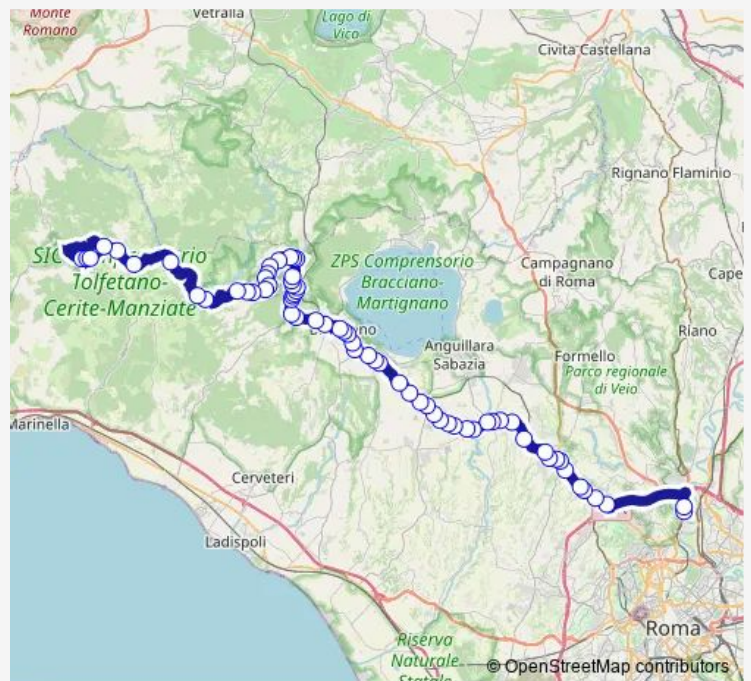 Monte
Romano
Vetralla
Lago di
Vico
Civita Castellana
Rignano Flaminio
ZPS Comprensorio
Bracciano-
Martignano
Campagnano
di Roma
Tolfetano-
Cerite-Manziate
Riano
Anguillara
Sabazia
Formello
Parco regionale
di Veio
Marinella
Cerveteri
Ladispoli
Roma
Riserva
Naturale
© OpenStreetMap contributors